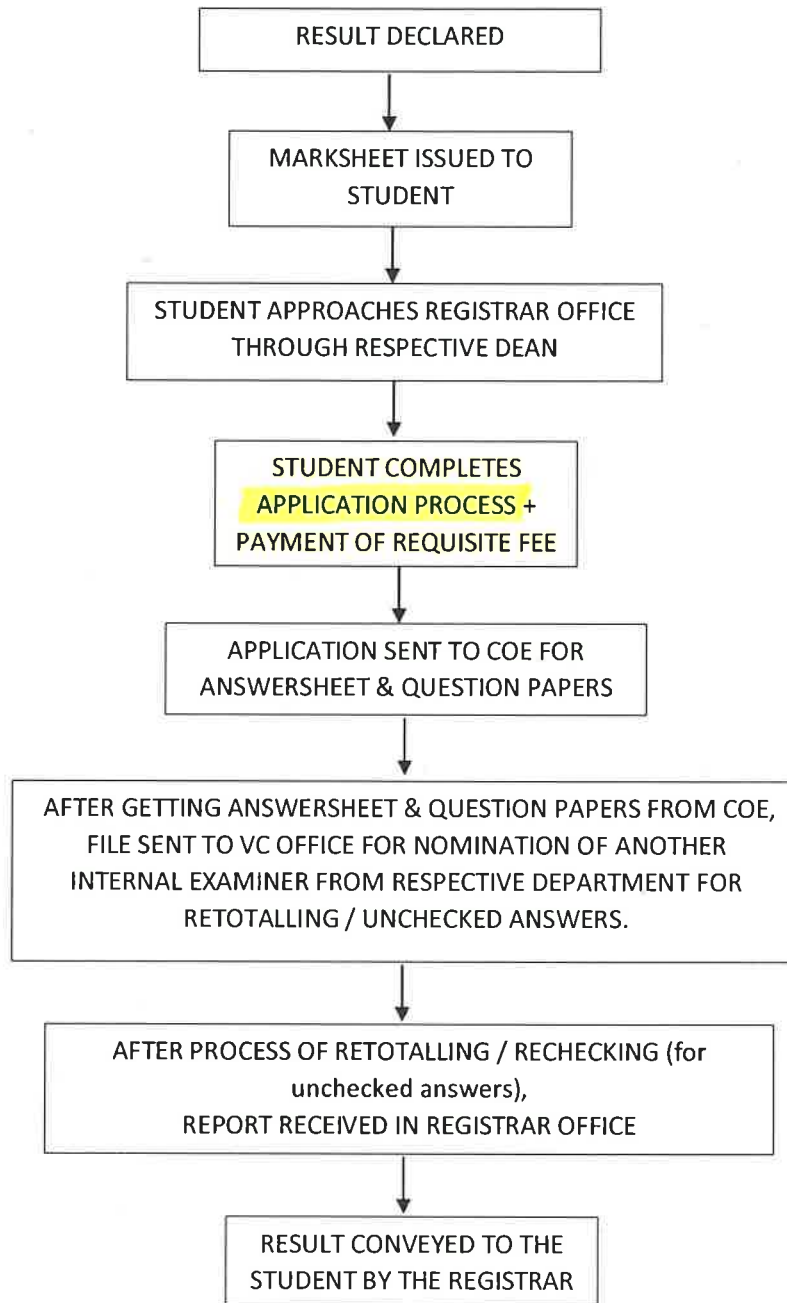 RESULT DECLARED
MARKSHEET ISSUED TO
STUDENT
STUDENT APPROACHES REGISTRAR OFFICE
THROUGH RESPECTIVE DEAN
STUDENT COMPLETES
APPLICATION PROCESS +
PAYMENT OF REQUISITE FEE
APPLICATION SENT TO COE FOR
ANSWERSHEET & QUESTION PAPERS
AFTER GETTING ANSWERSHEET & QUESTION PAPERS FROM COE,
FILE SENT TO VC OFFICE FOR NOMINATION OF ANOTHER
INTERNAL EXAMINER FROM RESPECTIVE DEPARTMENT FOR
RETOTALLING / UNCHECKED ANSWERS.
AFTER PROCESS OF RETOTALLING / RECHECKING (for
unchecked answers),
REPORT RECEIVED IN REGISTRAR OFFICE
RESULT CONVEYED TO THE
STUDENT BY THE REGISTRAR